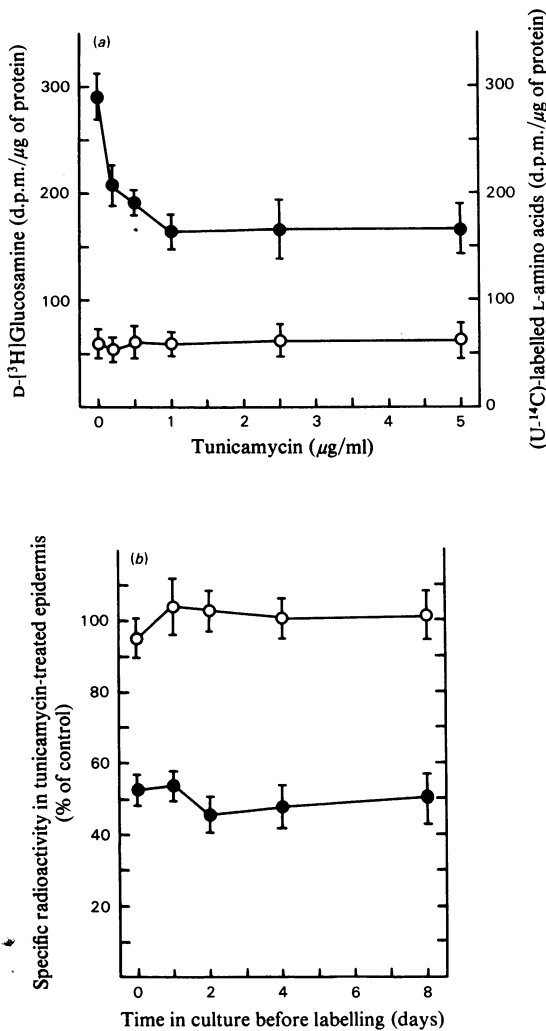 (a)
D-[³H]Glucosamine (d.p.m./μg of protein)
300
200
100
(U-¹⁴C)-labelled L-amino acids (d.p.m./μg of protein)
300
200
100
0
0 1 2 3 4 5
Tunicamycin (μg/ml)
(b)
Specific radioactivity in tunicamycin-treated epidermis
(% of control)
100
80
60
40
20
0 1 2 4 6 8
Time in culture before labelling (days)